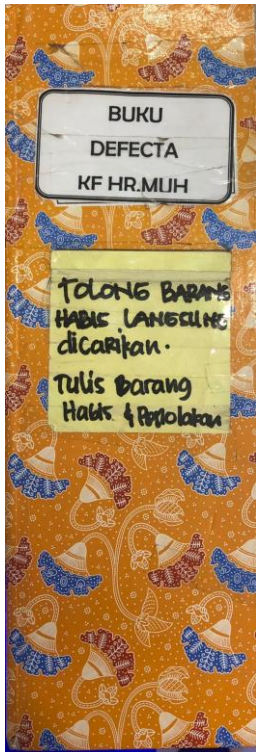 BUKU
DEFECTA
KF HR.MUH
TOLONG BARANG
HABIS LANGSUNG
dicarikan.
Tulis Barang
Habis & Penolakan